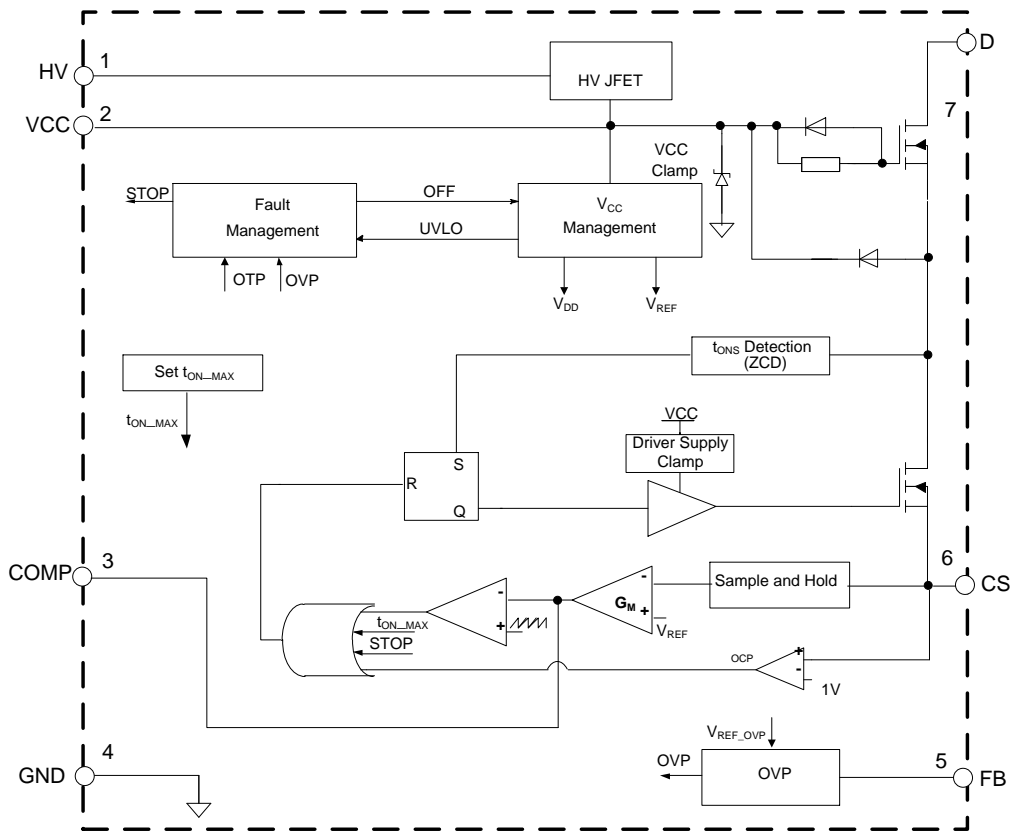 D
1
HV
HV JFET
2
VCC
7
VCC
Clamp
STOP
Fault
Management
OFF
UVLO
VCC
Management
OTP
OVP
VDD
VREF
tONS Detection
(ZCD)
Set tON_MAX
tON_MAX
VCC
Driver Supply
Clamp
S
R
Q
3
COMP
6
CS
Sample and Hold
-
GM
+
VREF
-
+
tON_MAX
STOP
OCP
+
-
1V
VREF_OVP
4
GND
OVP
OVP
5
FB